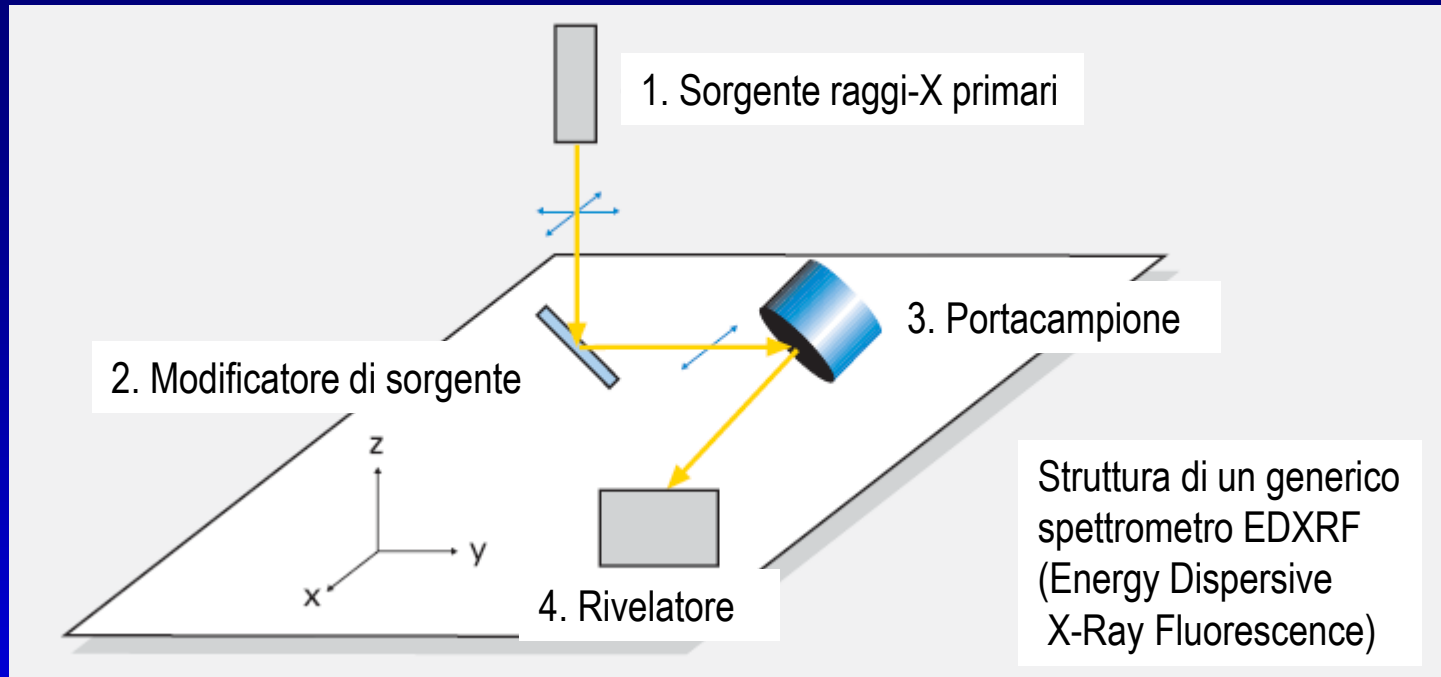 1. Sorgente raggi-X primari
3. Portacampione
2. Modificatore di sorgente
z
y
x
4. Rivelatore
Struttura di un generico
spettrometro EDXRF
(Energy Dispersive
X-Ray Fluorescence)